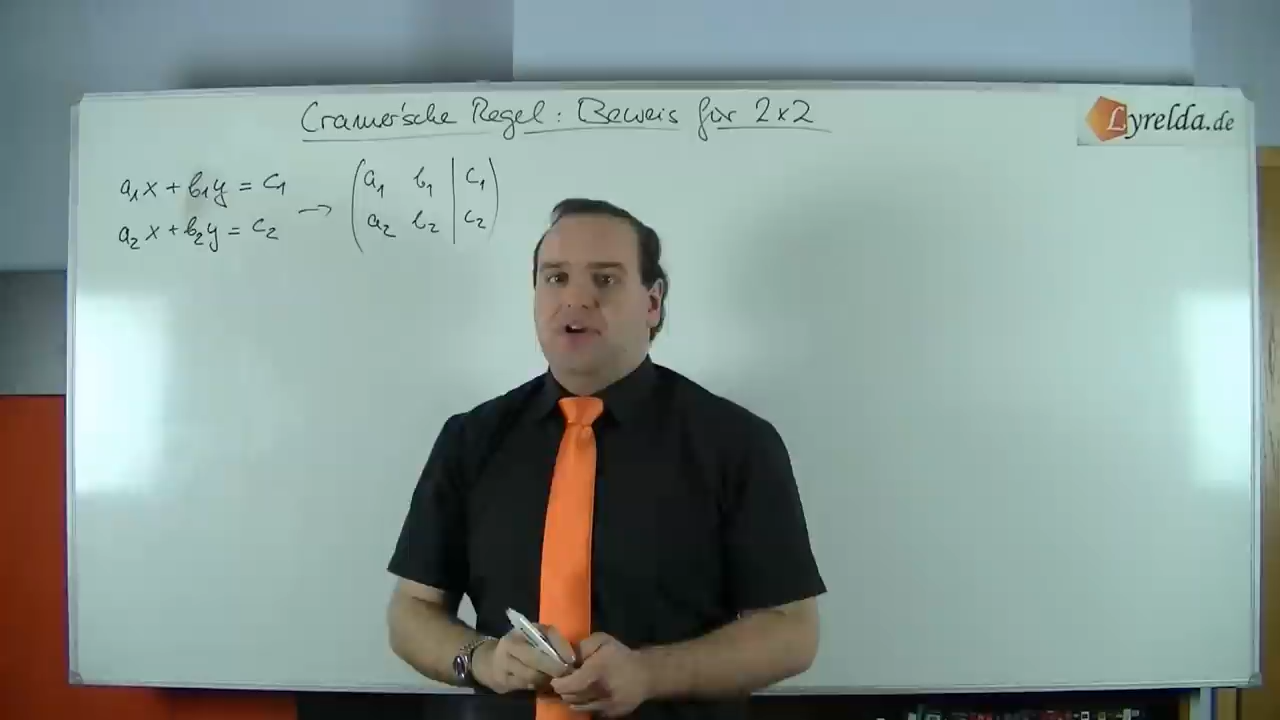 Cramer'sche Regel: Beweis für 2x2
Lyrelda.de
a₁x + b₁y = c₁
a₂x + b₂y = c₂
→
a₁ b₁ | c₁
a₂ b₂ | c₂